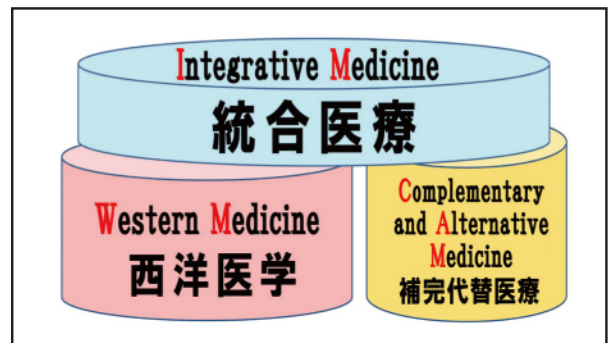 Integrative Medicine
統合医療
Western Medicine
西洋医学
Complementary
and Alternative
Medicine
補完代替医療